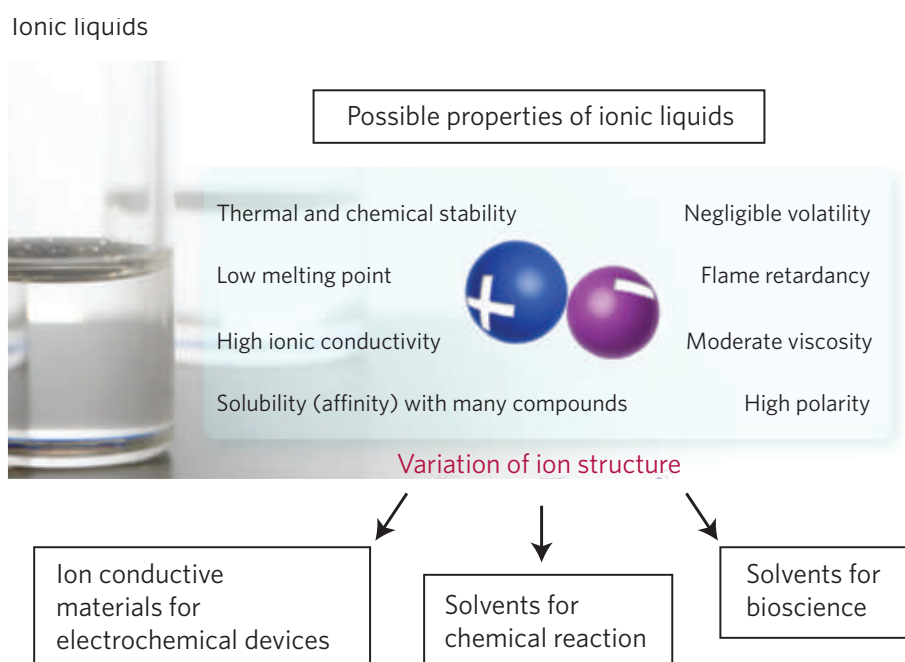 Ionic liquids
Possible properties of ionic liquids
Thermal and chemical stability
Negligible volatility
Low melting point
Flame retardancy
High ionic conductivity
Moderate viscosity
Solubility (affinity) with many compounds
High polarity
Variation of ion structure
Ion conductive
materials for
electrochemical devices
Solvents for
chemical reaction
Solvents for
bioscience